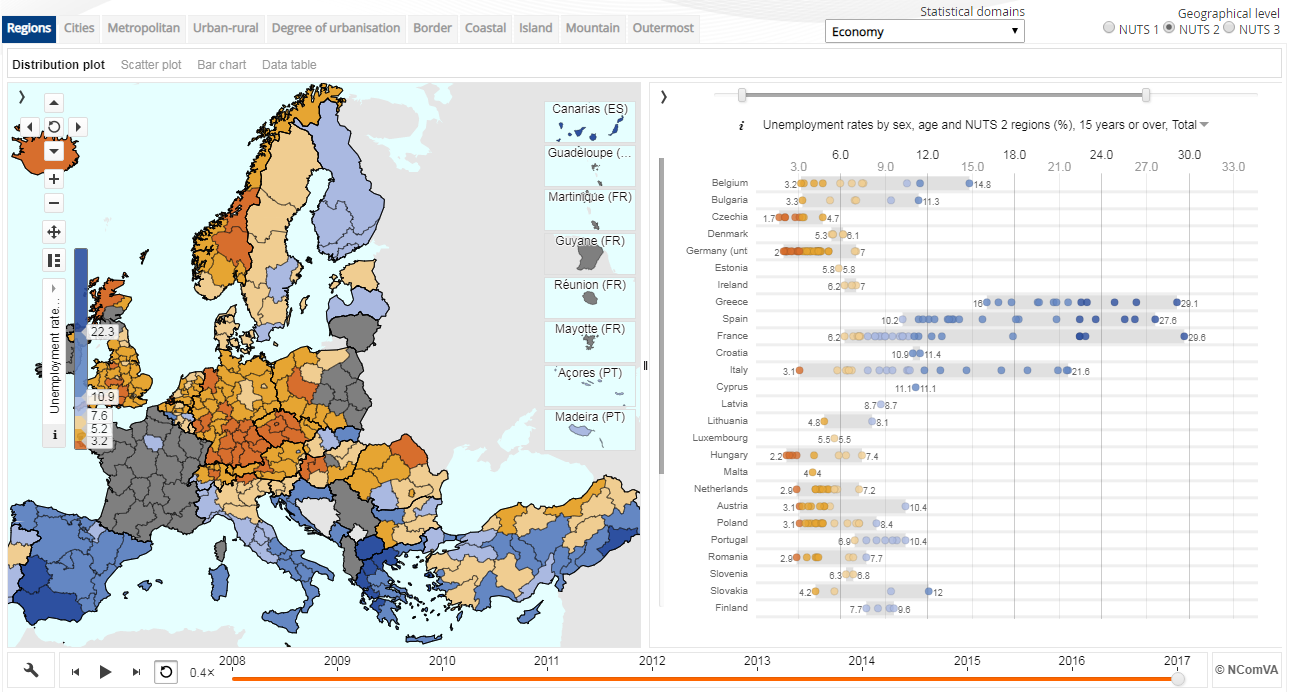 Regions Cities Metropolitan Urban-rural Degree of urbanisation Border Coastal Island Mountain Outermost
Statistical domains
Economy
Geographical level
NUTS 1 NUTS 2 NUTS 3
Distribution plot Scatter plot Bar chart Data table
Canarias (ES)
Guadeloupe (...
Martinique (FR)
Guyane (FR)
Réunion (FR)
Mayotte (FR)
Açores (PT)
Madeira (PT)
Unemployment rate...
i
22.3
10.9
7.6
5.2
3.2
i Unemployment rates by sex, age and NUTS 2 regions (%), 15 years or over, Total
3.0 6.0 9.0 12.0 15.0 18.0 21.0 24.0 27.0 30.0 33.0
Belgium 3.2 14.8
Bulgaria 3.3 11.3
Czechia 1.7 4.7
Denmark 5.3 6.1
Germany (unt 2 7
Estonia 5.8 5.8
Ireland 6.2 7
Greece 16 29.1
Spain 10.2 27.6
France 6.2 29.6
Croatia 10.9 11.4
Italy 3.1 21.6
Cyprus 11.1 11.1
Latvia 8.7 8.7
Lithuania 4.8 8.1
Luxembourg 5.5 5.5
Hungary 2.2 7.4
Malta 4 4
Netherlands 2.9 7.2
Austria 3.1 10.4
Poland 3.1 8.4
Portugal 6.9 10.4
Romania 2.9 7.7
Slovenia 6.3 6.8
Slovakia 4.2 12
Finland 7.7 9.6
0.4×
2008 2009 2010 2011 2012 2013 2014 2015 2016 2017
© NComVA